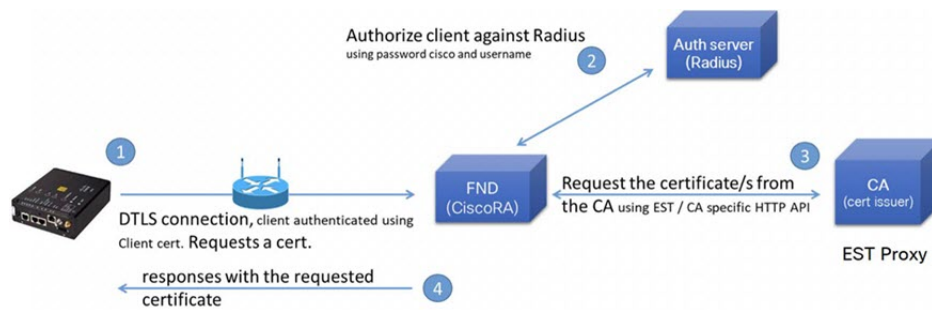 Authorize client against Radius
using password cisco and username
2
Auth server
(Radius)
1
3
FND
(CiscoRA)
Request the certificate/s from
the CA using EST / CA specific HTTP API
CA
(cert issuer)
DTLS connection, client authenticated using
Client cert. Requests a cert.
EST Proxy
responses with the requested
certificate
4